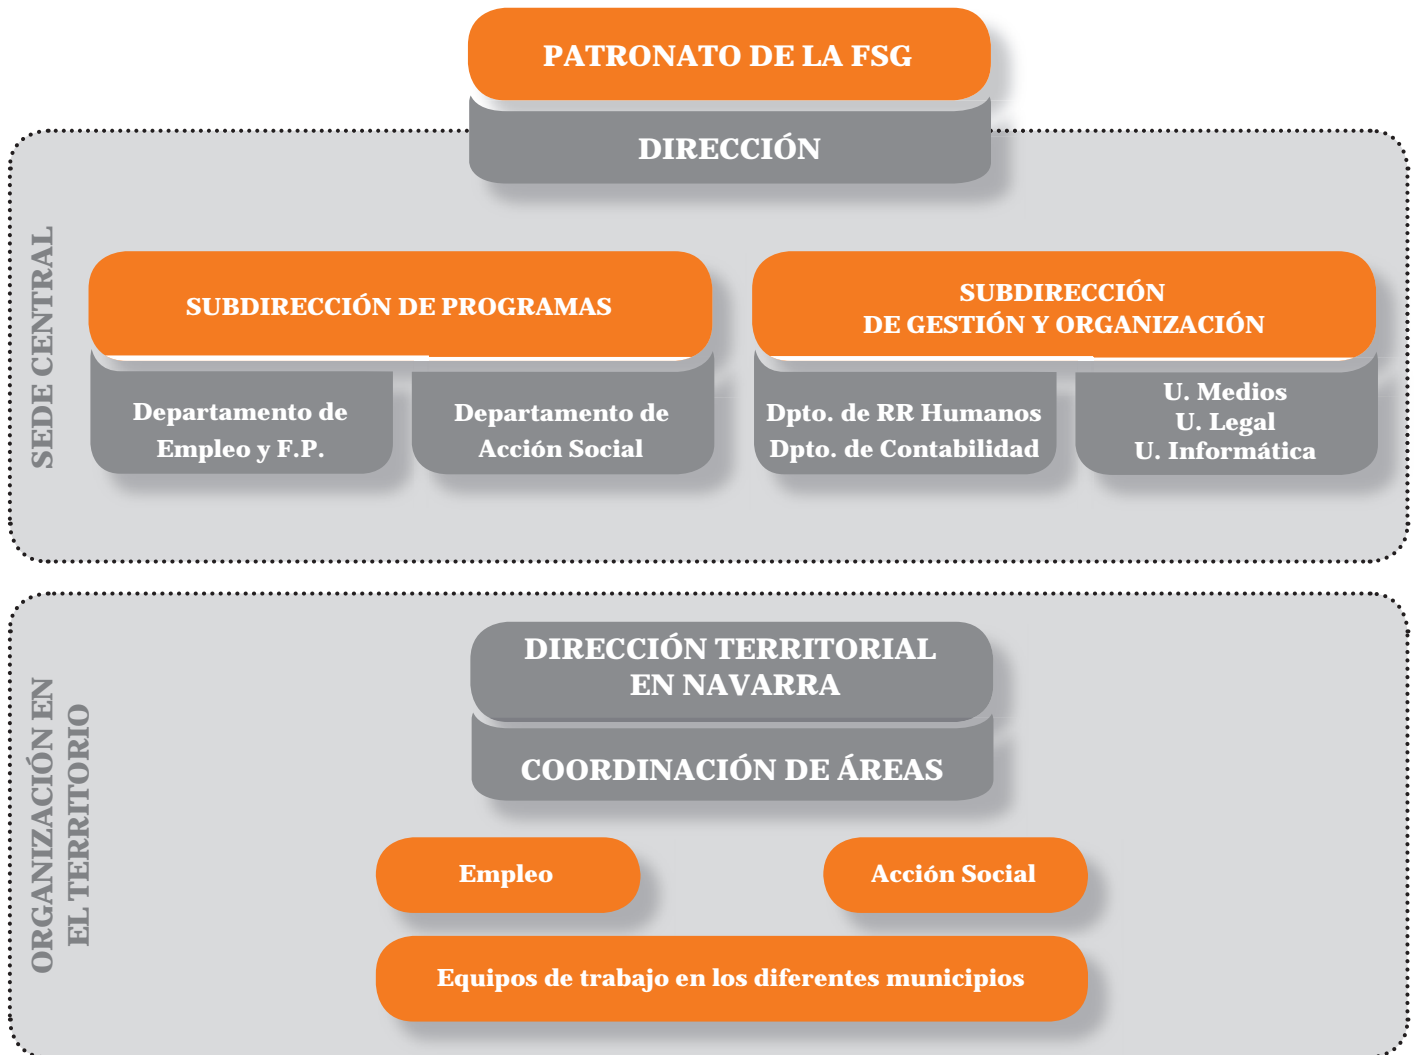 PATRONATO DE LA FSG
DIRECCIÓN
SEDE CENTRAL
SUBDIRECCIÓN DE PROGRAMAS
Departamento de
Empleo y F.P.
Departamento de
Acción Social
SUBDIRECCIÓN
DE GESTIÓN Y ORGANIZACIÓN
Dpto. de RR Humanos
Dpto. de Contabilidad
U. Medios
U. Legal
U. Informática
ORGANIZACIÓN EN
EL TERRITORIO
DIRECCIÓN TERRITORIAL
EN NAVARRA
COORDINACIÓN DE ÁREAS
Empleo
Acción Social
Equipos de trabajo en los diferentes municipios